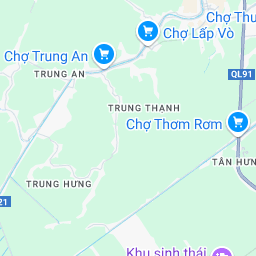 Chợ Thu
Chợ Lấp Vò
Chợ Trung An
TRUNG AN
QL91
TRUNG THẠNH
Chợ Thơm Rơm
TÂN HƯN
TRUNG HƯNG
21
Khu sinh thái